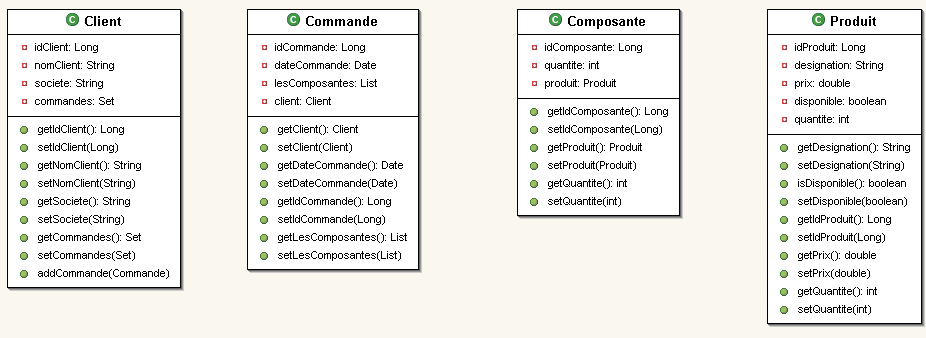 C Client
idClient: Long
nomClient: String
societe: String
commandes: Set
getIdClient(): Long
setIdClient(Long)
getNomClient(): String
setNomClient(String)
getSociete(): String
setSociete(String)
getCommandes(): Set
setCommandes(Set)
addCommande(Commande)
C Commande
idCommande: Long
dateCommande: Date
lesComposantes: List
client: Client
getClient(): Client
setClient(Client)
getDateCommande(): Date
setDateCommande(Date)
getIdCommande(): Long
setIdCommande(Long)
getLesComposantes(): List
setLesComposantes(List)
C Composante
idComposante: Long
quantite: int
produit: Produit
getIdComposante(): Long
setIdComposante(Long)
getProduit(): Produit
setProduit(Produit)
getQuantite(): int
setQuantite(int)
C Produit
idProduit: Long
designation: String
prix: double
disponible: boolean
quantite: int
getDesignation(): String
setDesignation(String)
isDisponible(): boolean
setDisponible(boolean)
getIdProduit(): Long
setIdProduit(Long)
getPrix(): double
setPrix(double)
getQuantite(): int
setQuantite(int)